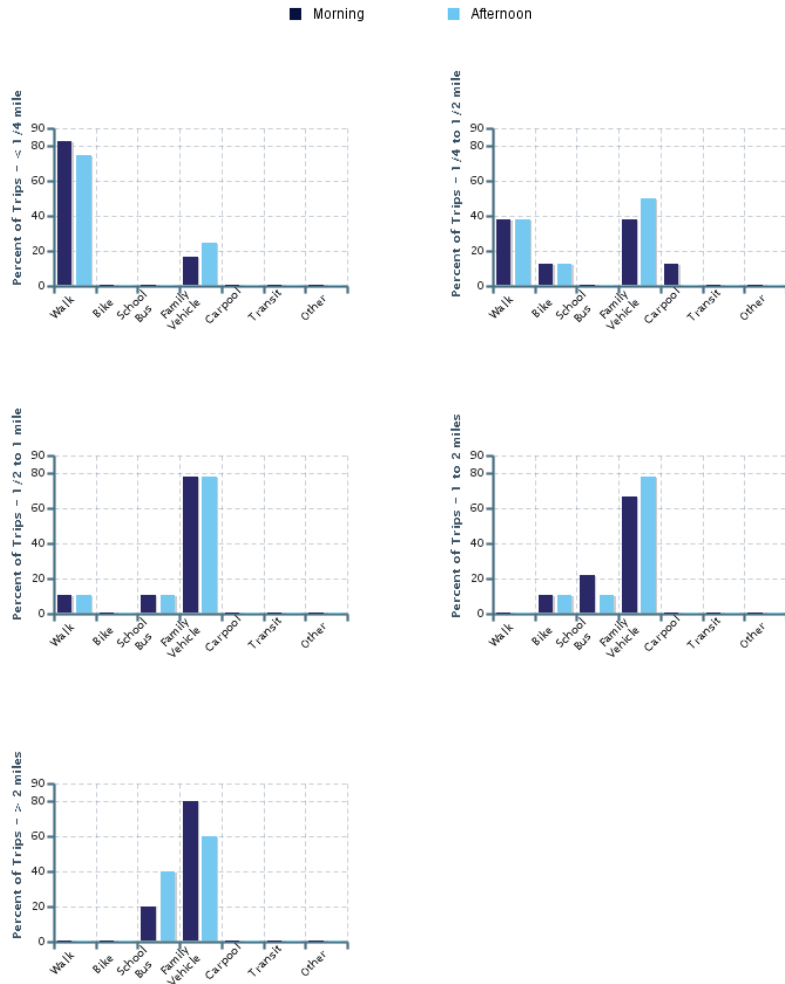 Morning Afternoon
Percent of Trips - < 1/4 mile
90
80
60
40
20
0
Walk
Bike
School Bus
Family Vehicle
Carpool
Transit
Other
Percent of Trips - 1/4 to 1/2 mile
90
80
60
40
20
0
Walk
Bike
School Bus
Family Vehicle
Carpool
Transit
Other
Percent of Trips - 1/2 to 1 mile
90
80
60
40
20
0
Walk
Bike
School Bus
Family Vehicle
Carpool
Transit
Other
Percent of Trips - 1 to 2 miles
90
80
60
40
20
0
Walk
Bike
School Bus
Family Vehicle
Carpool
Transit
Other
Percent of Trips - > 2 miles
90
80
60
40
20
0
Walk
Bike
School Bus
Family Vehicle
Carpool
Transit
Other